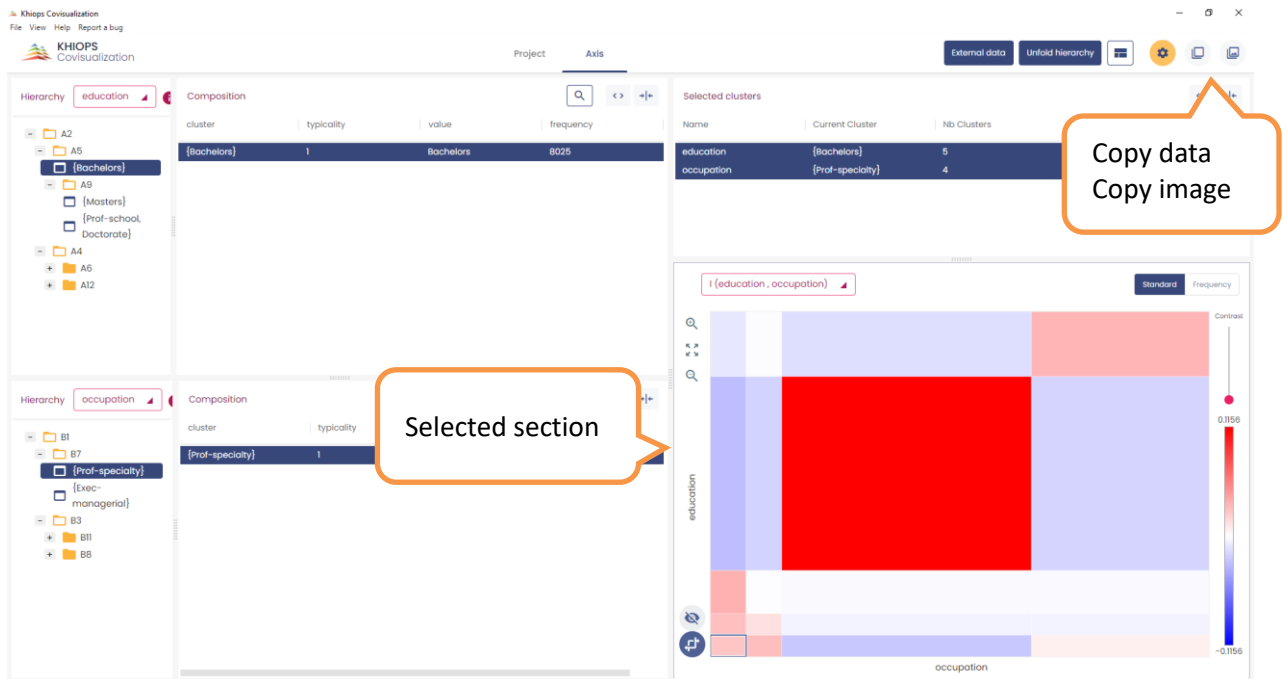 Khiops Covisualization
File View Help Report a bug
KHIOPS
Covisualization
Project Axis
External data Unfold hierarchy
Hierarchy education
A2
A5
{Bachelors}
A9
{Masters}
{Prof-school,
Doctorate}
A4
A6
A12
Composition
cluster typicality value frequency
{Bachelors} 1 Bachelors 8025
Selected clusters
Name Current Cluster Nb Clusters
education {Bachelors} 5
occupation {Prof-specialty} 4
Copy data
Copy image
Hierarchy occupation
B1
B7
{Prof-specialty}
{Exec-
managerial}
B3
B11
B8
Composition
cluster typicality
{Prof-specialty} 1
Selected section
I (education , occupation)
Standard Frequency
Contrast
0.1156
-0.1156
education
occupation